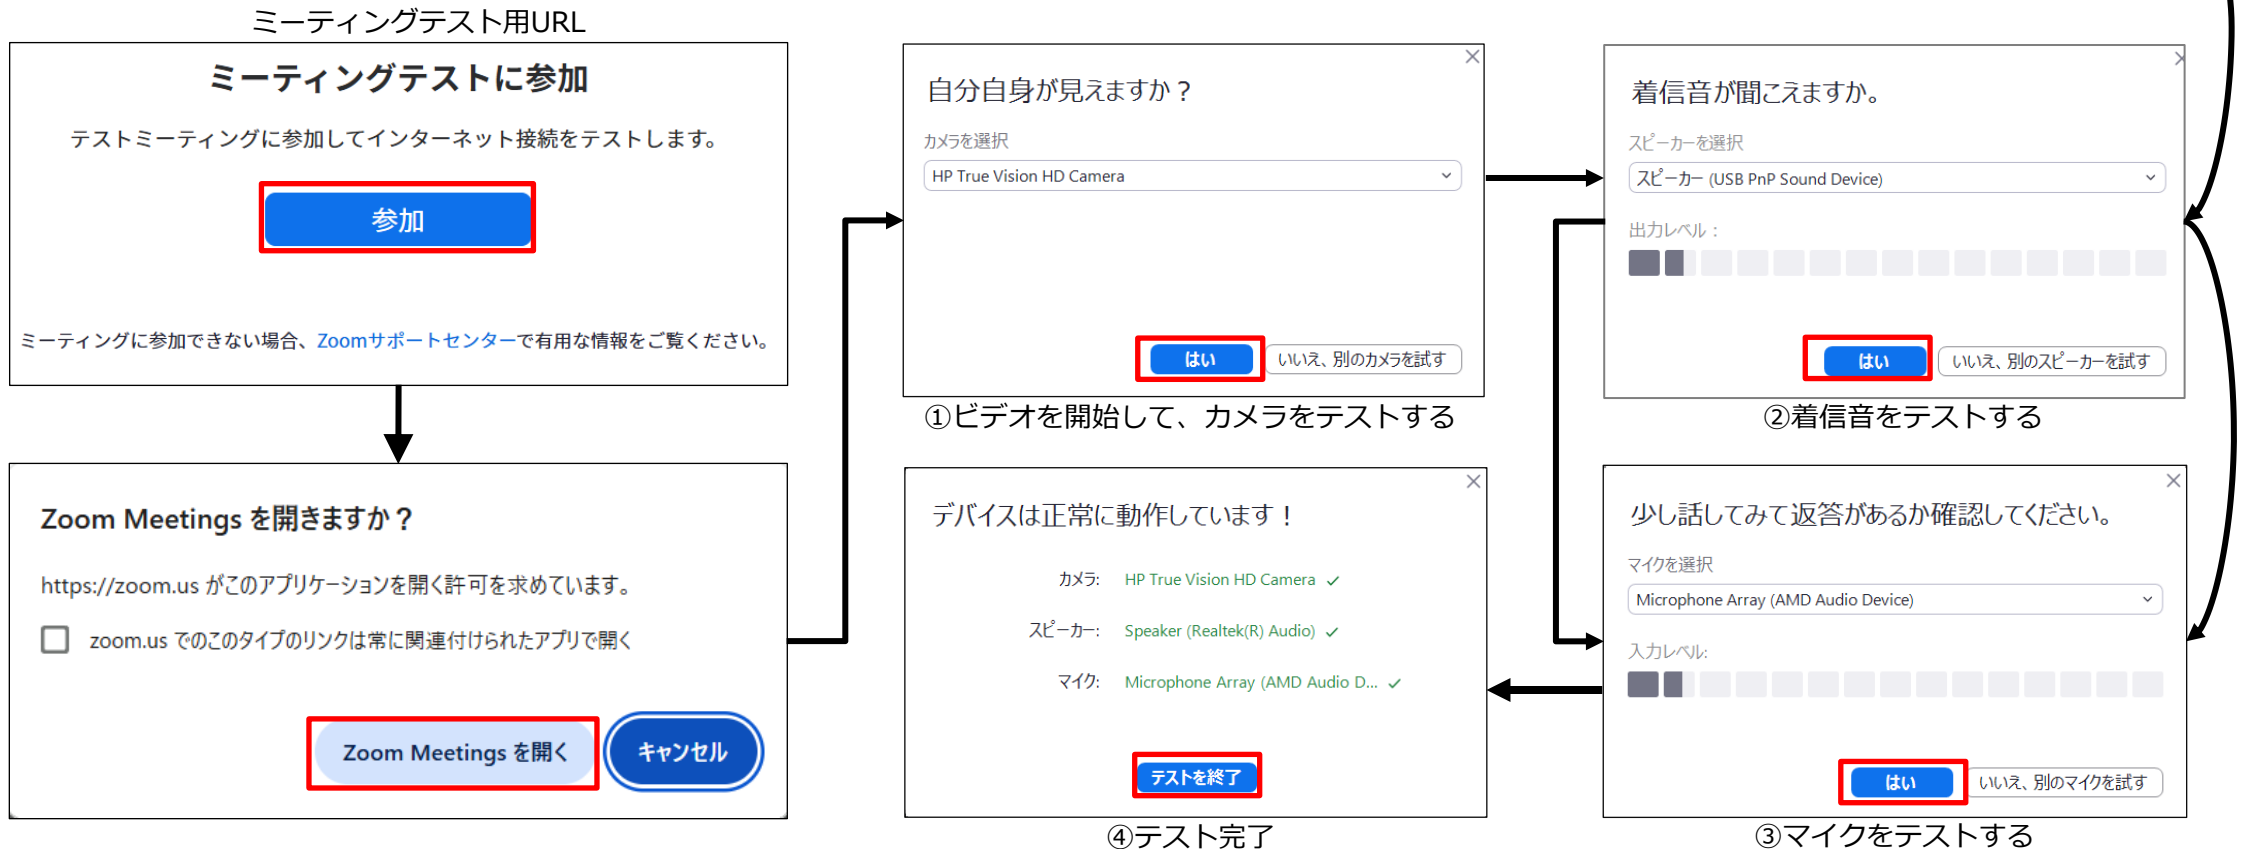 ミーティングテスト用URL
ミーティングテストに参加
テストミーティングに参加してインターネット接続をテストします。
参加
ミーティングに参加できない場合、Zoomサポートセンターで有用な情報をご覧ください。
Zoom Meetings を開きますか？
https://zoom.us がこのアプリケーションを開く許可を求めています。
zoom.us でのこのタイプのリンクは常に関連付けられたアプリで開く
Zoom Meetings を開く
キャンセル
自分自身が見えますか？
カメラを選択
HP True Vision HD Camera
はい
いいえ、別のカメラを試す
①ビデオを開始して、カメラをテストする
着信音が聞こえますか。
スピーカーを選択
スピーカー (USB PnP Sound Device)
出力レベル：
はい
いいえ、別のスピーカーを試す
②着信音をテストする
少し話してみて返答があるか確認してください。
マイクを選択
Microphone Array (AMD Audio Device)
入力レベル:
はい
いいえ、別のマイクを試す
③マイクをテストする
デバイスは正常に動作しています！
カメラ: HP True Vision HD Camera ✓
スピーカー: Speaker (Realtek(R) Audio) ✓
マイク: Microphone Array (AMD Audio D... ✓
テストを終了
④テスト完了